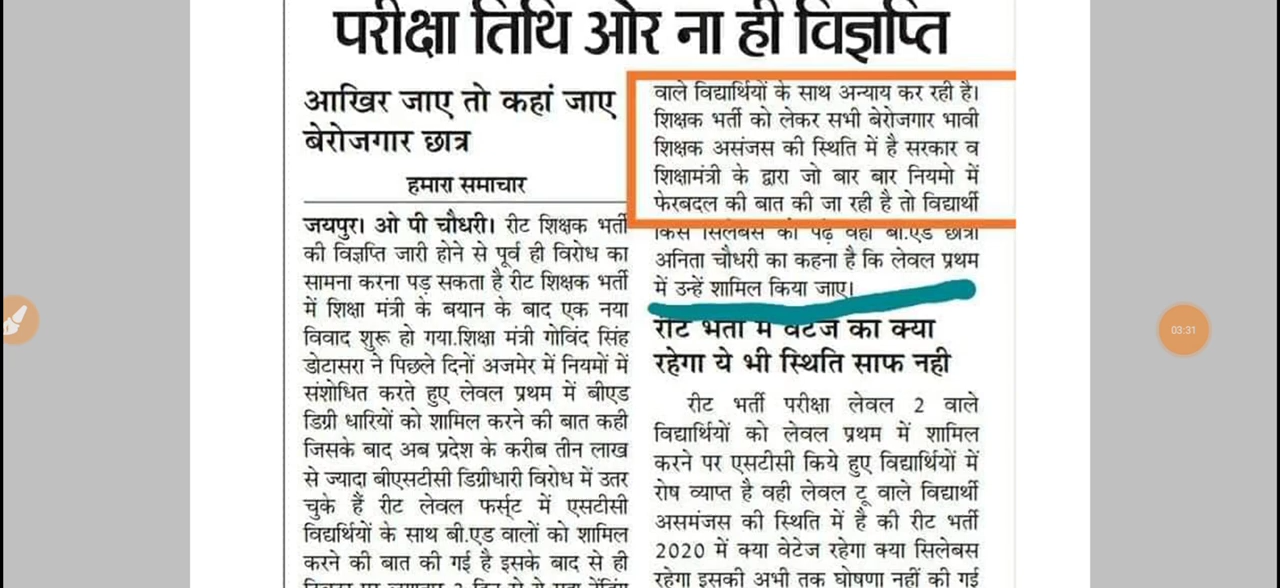 परीक्षा तिथि ओर ना ही विज्ञप्ति
आखिर जाए तो कहां जाए
बेरोजगार छात्र
हमारा समाचार
जयपुर। ओ पी चौधरी। रीट शिक्षक भर्ती
की विज्ञप्ति जारी होने से पूर्व ही विरोध का
सामना करना पड़ सकता है रीट शिक्षक भर्ती
में शिक्षा मंत्री के बयान के बाद एक नया
विवाद शुरू हो गया.शिक्षा मंत्री गोविंद सिंह
डोटासरा ने पिछले दिनों अजमेर में नियमों में
संशोधित करते हुए लेवल प्रथम में बीएड
डिग्री धारियों को शामिल करने की बात कही
जिसके बाद अब प्रदेश के करीब तीन लाख
से ज्यादा बीएसटीसी डिग्रीधारी विरोध में उतर
चुके हैं रीट लेवल फर्स्ट में एसटीसी
विद्यर्थियों के साथ बी.एड वालों को शामिल
करने की बात की गई है इसके बाद से ही
वाले विद्यार्थियों के साथ अन्याय कर रही है।
शिक्षक भर्ती को लेकर सभी बेरोजगार भावी
शिक्षक असंजस की स्थिति में है सरकार व
शिक्षामंत्री के द्वारा जो बार बार नियमो में
फेरबदल की बात की जा रही है तो विद्यार्थी
किस सिलेबस को पढ़े वही बी.एड छात्रा
अनिता चौधरी का कहना है कि लेवल प्रथम
में उन्हें शामिल किया जाए।
रीट भर्ती में वेटेज का क्या
रहेगा ये भी स्थिति साफ नही
रीट भर्ती परीक्षा लेवल 2 वाले
विद्यार्थियों को लेवल प्रथम में शामिल
करने पर एसटीसी किये हुए विद्यार्थियों में
रोष व्याप्त है वही लेवल टू वाले विद्यार्थी
असमंजस की स्थिति में है की रीट भर्ती
2020 में क्या वेटेज रहेगा क्या सिलेबस
रहेगा इसकी अभी तक घोषणा नहीं की गई
03:31